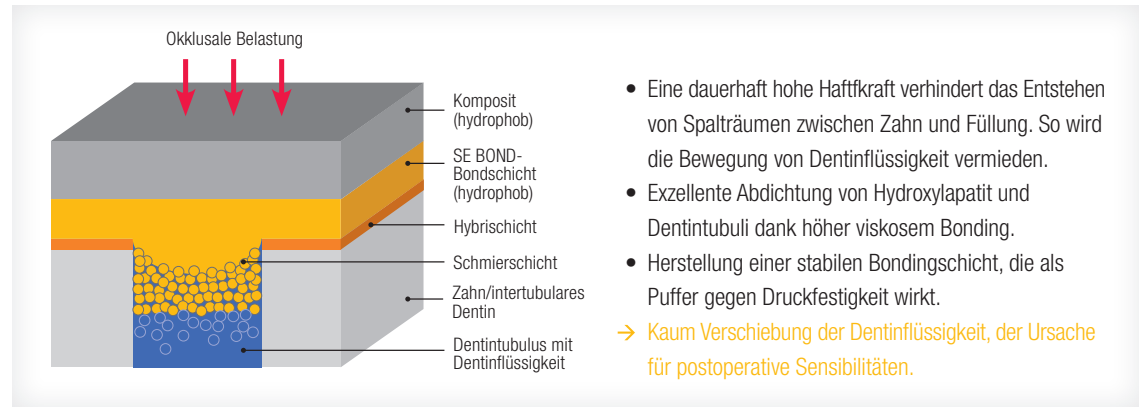 Okklusale Belastung
Komposit
(hydrophob)
SE BOND-
Bondschicht
(hydrophob)
Hybrischicht
Schmierschicht
Zahn/intertubulares
Dentin
Dentintubulus mit
Dentinflüssigkeit
• Eine dauerhaft hohe Haftfkraft verhindert das Entstehen
von Spalträumen zwischen Zahn und Füllung. So wird
die Bewegung von Dentinflüssigkeit vermieden.
• Exzellente Abdichtung von Hydroxylapatit und
Dentintubuli dank höher viskosem Bonding.
• Herstellung einer stabilen Bondingschicht, die als
Puffer gegen Druckfestigkeit wirkt.
→ Kaum Verschiebung der Dentinflüssigkeit, der Ursache
für postoperative Sensibilitäten.